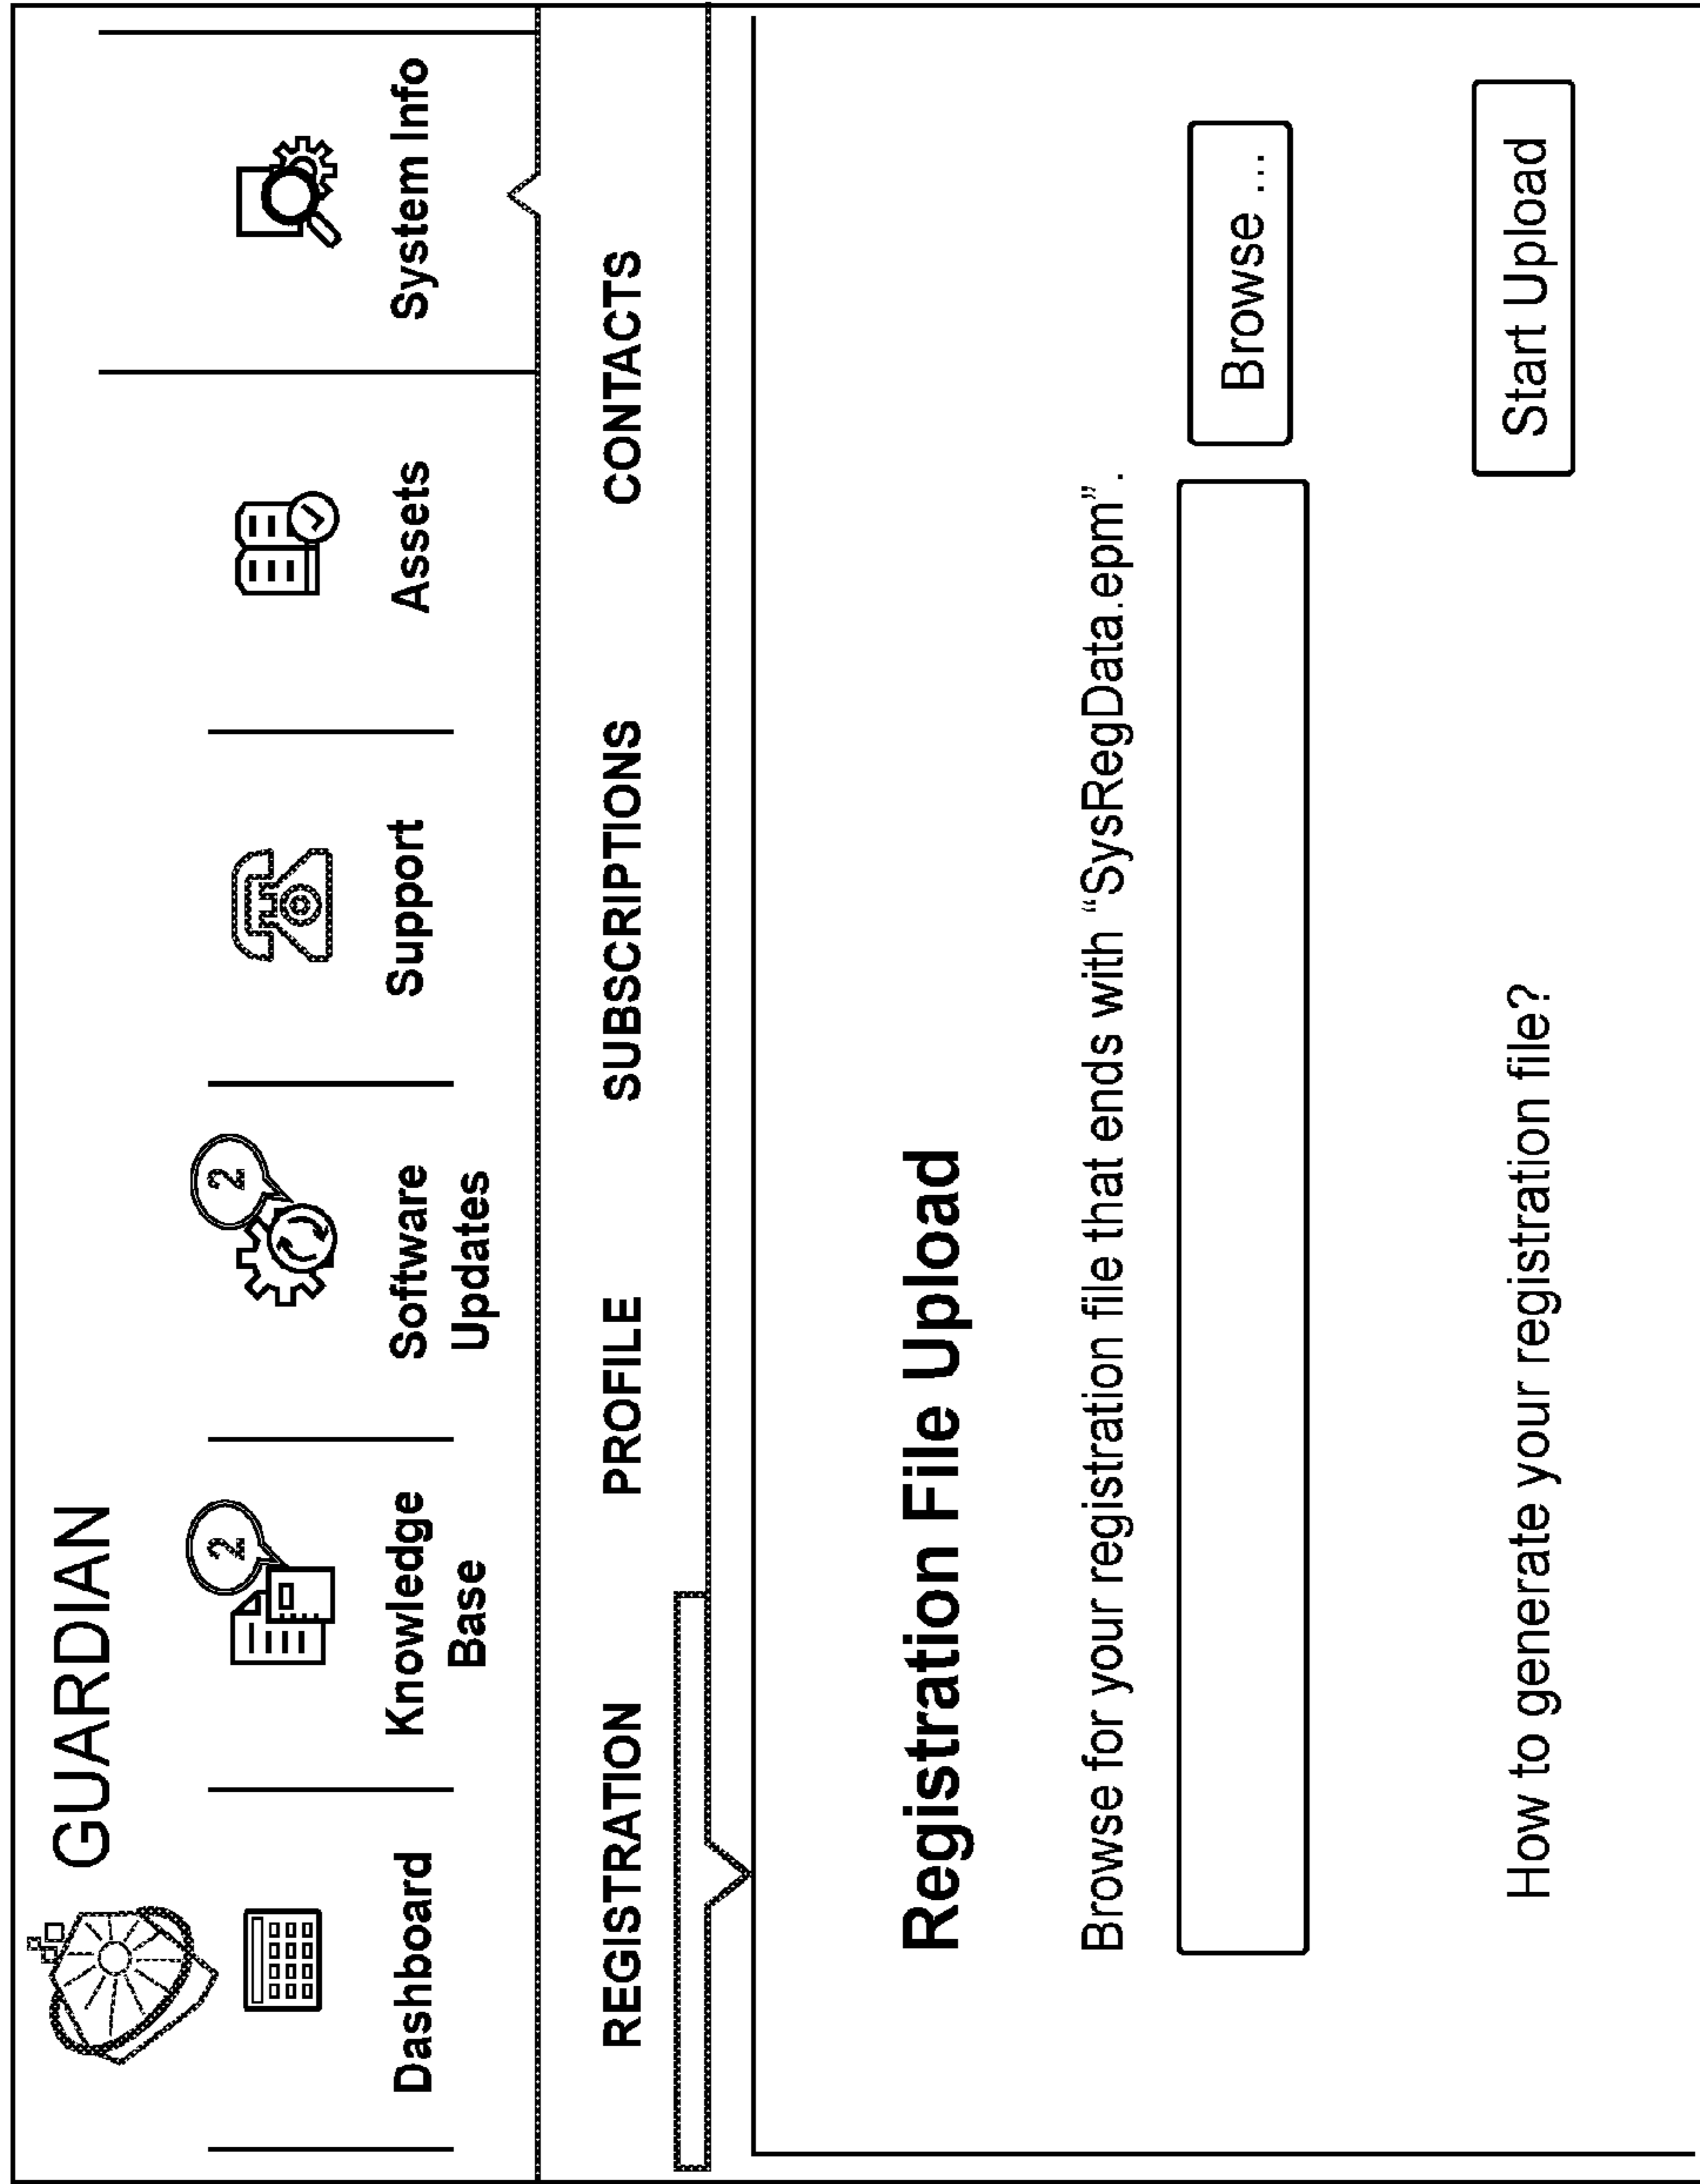 GUARDIAN
2
2
Dashboard
Knowledge
Base
Software
Updates
Support
Assets
System Info
REGISTRATION PROFILE SUBSCRIPTIONS CONTACTS
Registration File Upload
Browse for your registration file that ends with “SysRegData.epm”.
Browse ...
How to generate your registration file?
Start Upload